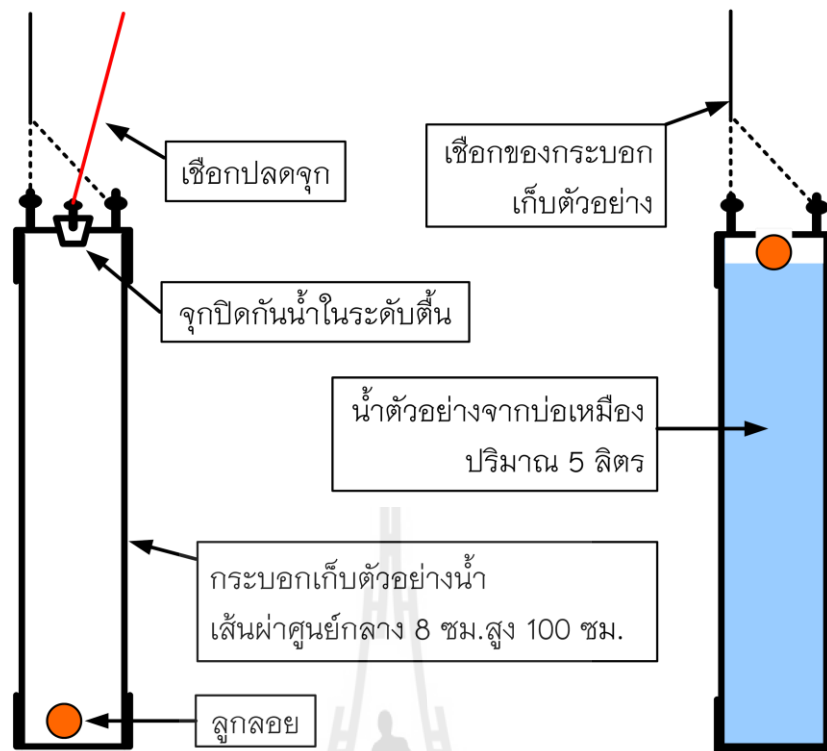 เชือกปลดจุก
เชือกของกระบอก
เก็บตัวอย่าง
จุกปิดกันน้ำในระดับตื้น
น้ำตัวอย่างจากบ่อเหมือง
ปริมาณ 5 ลิตร
กระบอกเก็บตัวอย่างน้ำ
เส้นผ่าศูนย์กลาง 8 ซม.สูง 100 ซม.
ลูกลอย